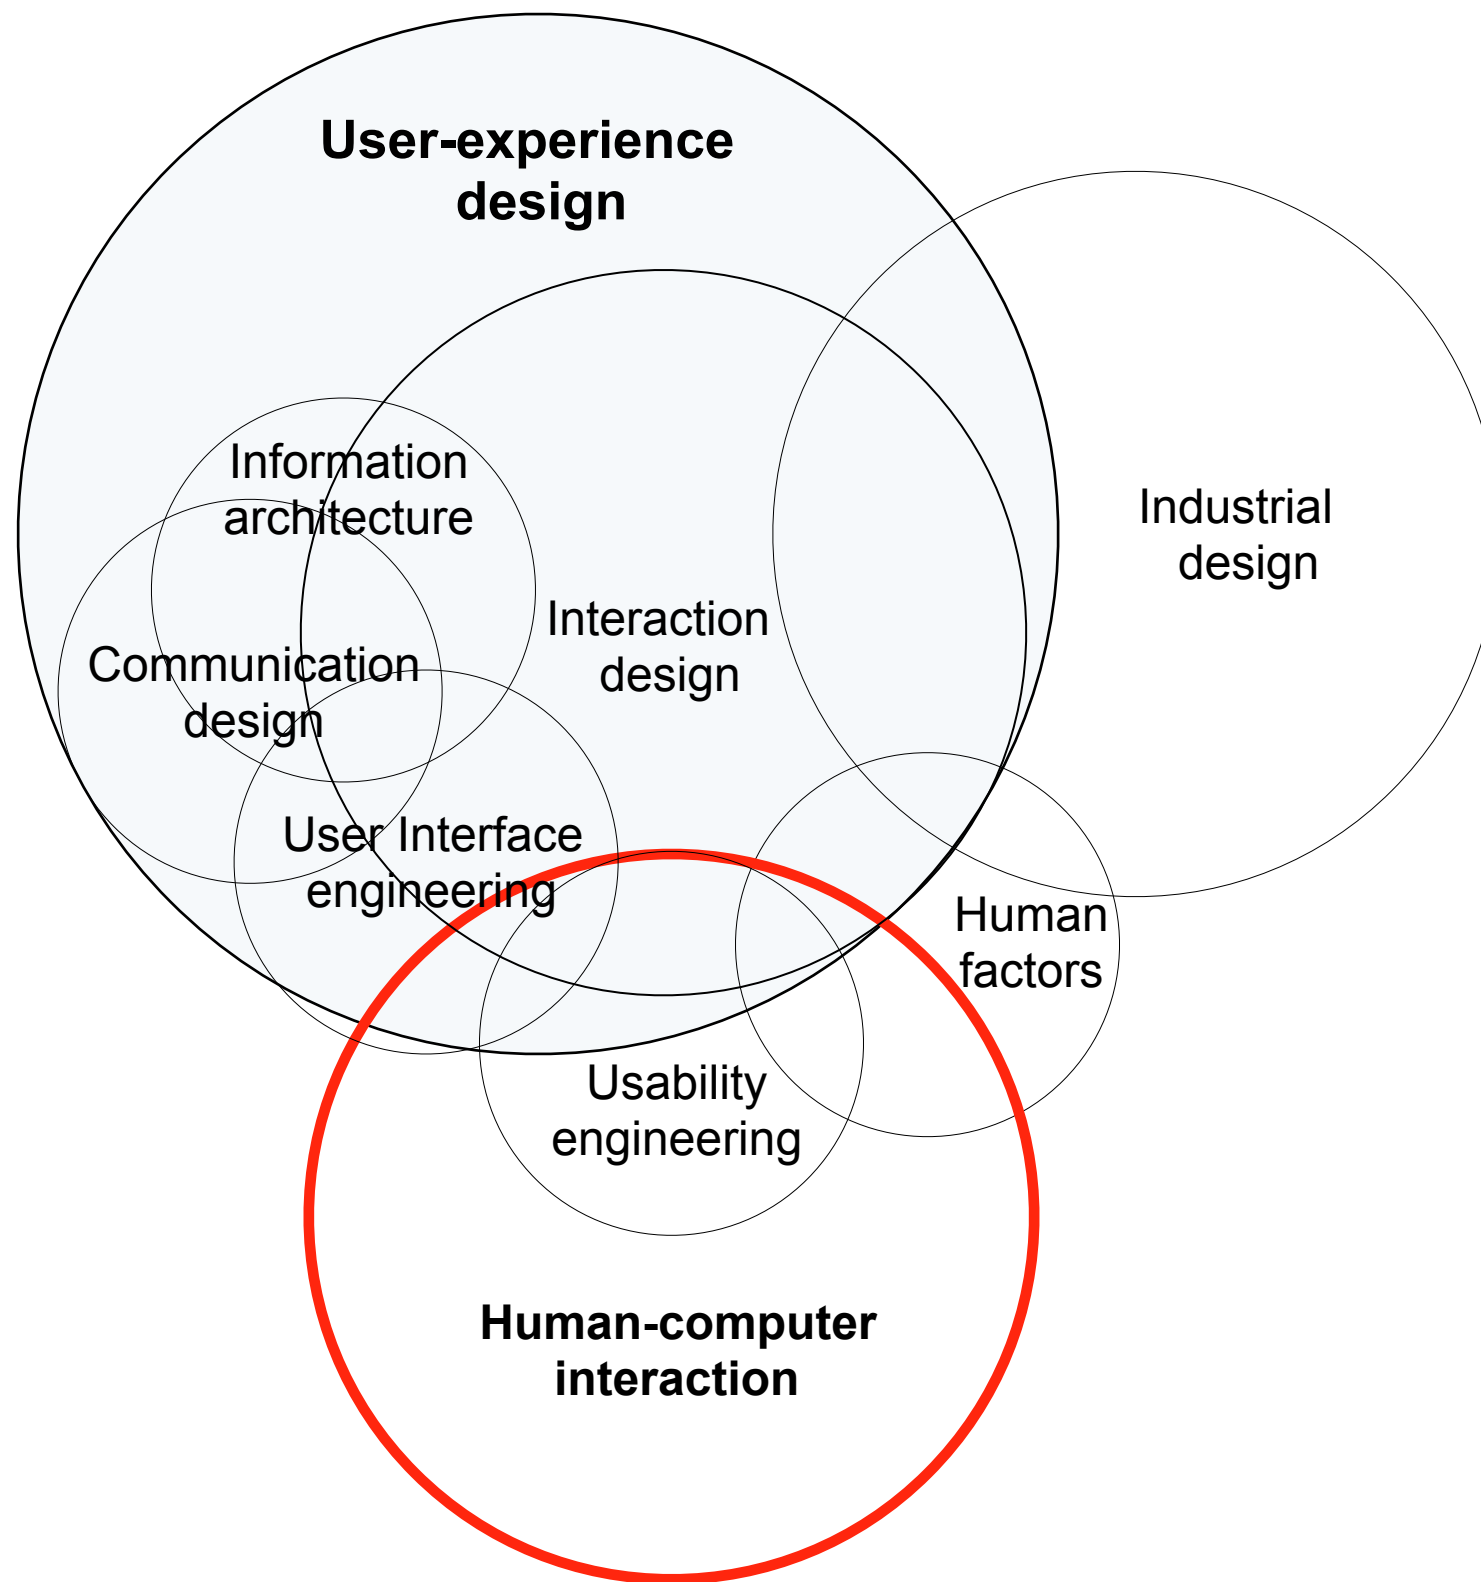 User-experience
design
Information
architecture
Industrial
design
Interaction
design
Communication
design
User Interface
engineering
Human
factors
Usability
engineering
Human-computer
interaction